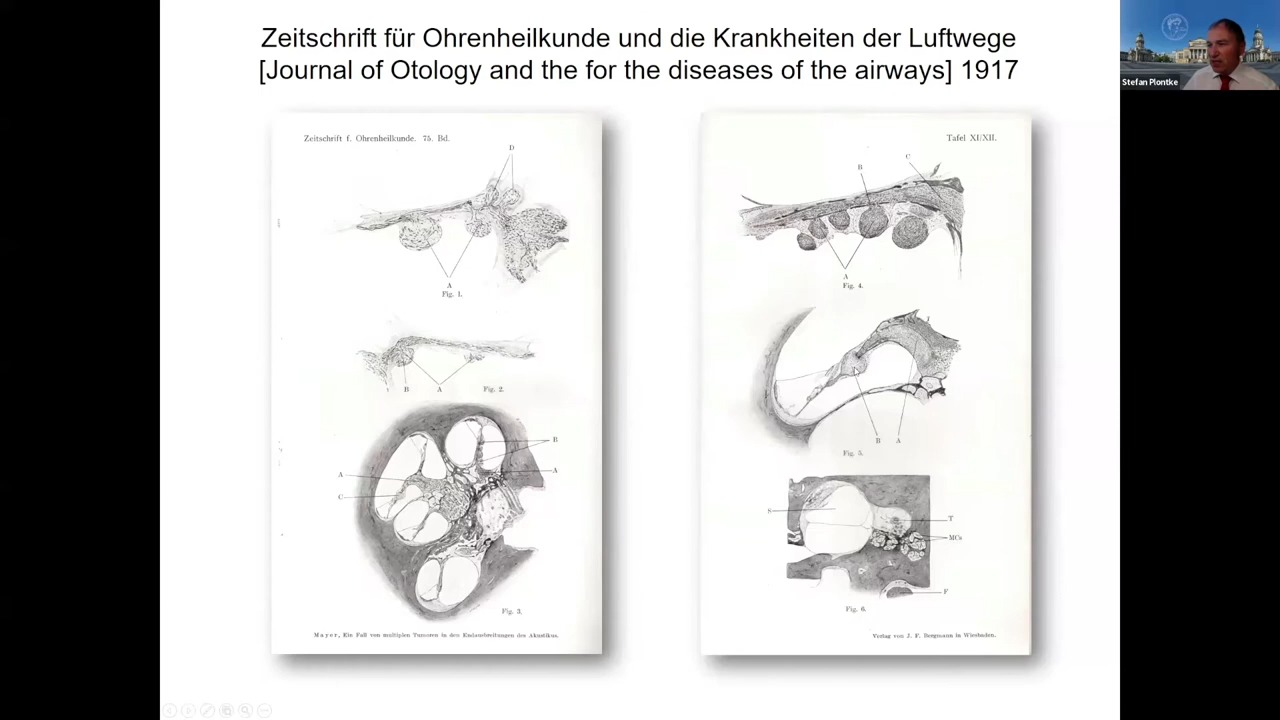 Zeitschrift für Ohrenheilkunde und die Krankheiten der Luftwege
[Journal of Otology and the for the diseases of the airways] 1917
Stefan Plontke
Zeitschrift f. Ohrenheilkunde. 75. Bd.
D
A
Fig. 1.
B A Fig. 2.
B
A
A
C
Fig. 3.
Mayer, Ein Fall von multiplen Tumoren in den Endausbreitungen des Akustikus.
Tafel XI/XII.
C
B
A
Fig. 4.
B A
Fig. 5.
S
T
MCs
F
Fig. 6.
Verlag von J. F. Bergmann in Wiesbaden.